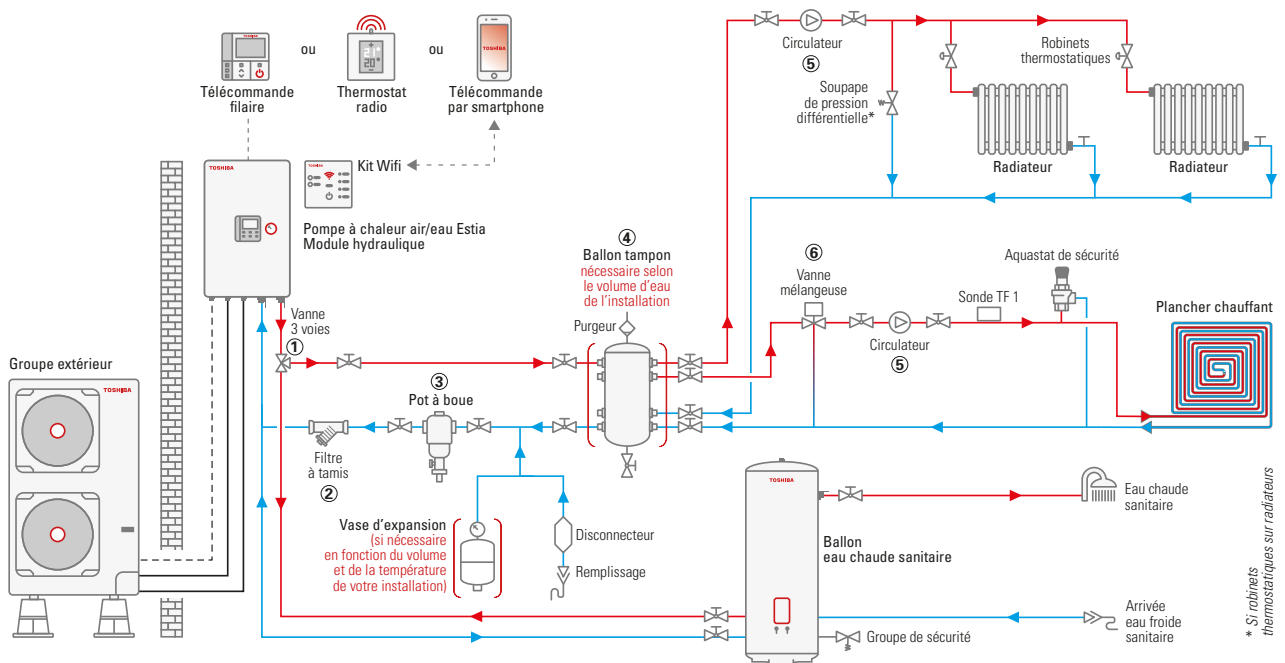 TOSHIBA
ou
21°
20°
ou
TOSHIBA
Télécommande
filaire
Thermostat
radio
Télécommande
par smartphone
TOSHIBA
TOSHIBA
Kit Wifi
Pompe à chaleur air/eau Estia
Module hydraulique
Vanne
3 voies
1
Groupe extérieur
TOSHIBA
Filtre
à tamis
2
3
Pot à boue
4
Ballon tampon
nécessaire selon
le volume d'eau
de l'installation
Purgeur
Vase d'expansion
(si nécessaire
en fonction du volume
et de la température
de votre installation)
Disconnecteur
Remplissage
Circulateur
5
Soupape
de pression
différentielle*
Robinets
thermostatiques
Radiateur
Radiateur
6
Vanne
mélangeuse
Circulateur
5
Sonde TF 1
Aquastat de sécurité
Plancher chauffant
TOSHIBA
Ballon
eau chaude sanitaire
Groupe de sécurité
Eau chaude
sanitaire
Arrivée
eau froide
sanitaire
* Si robinets
thermostatiques sur radiateurs